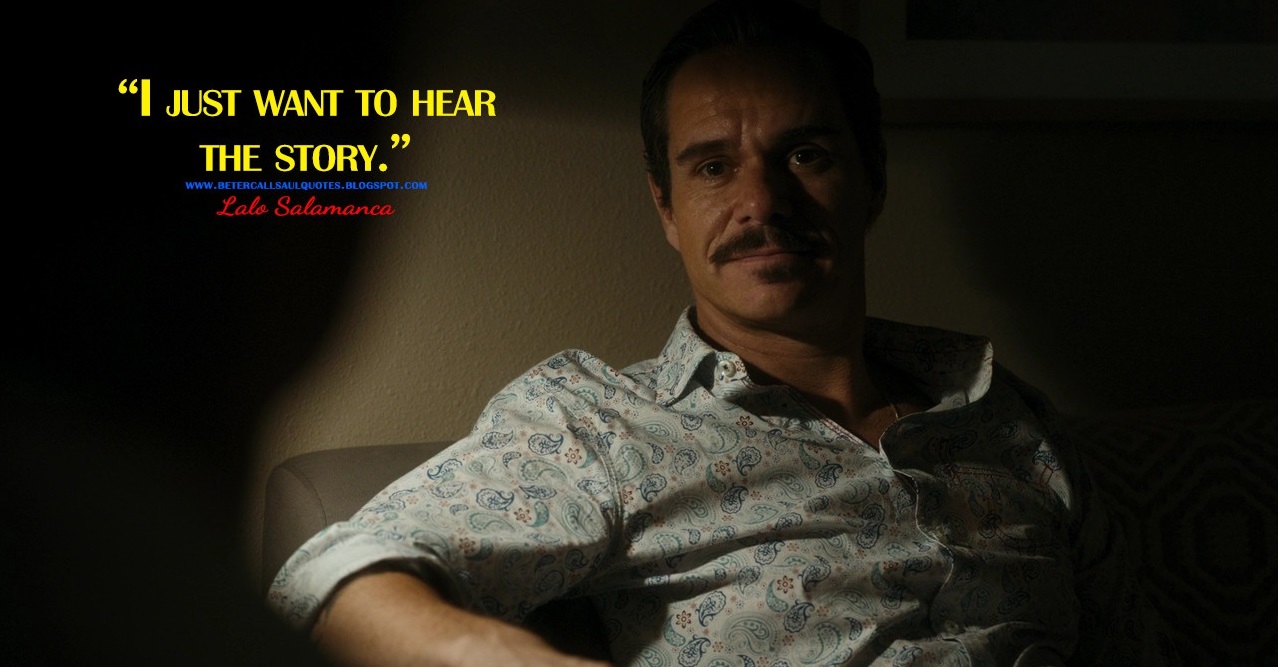 “I JUST WANT TO HEAR
THE STORY.”
WWW.BETERCALLSAULQUOTES.BLOGSPOT.COM
Lalo Salamanca